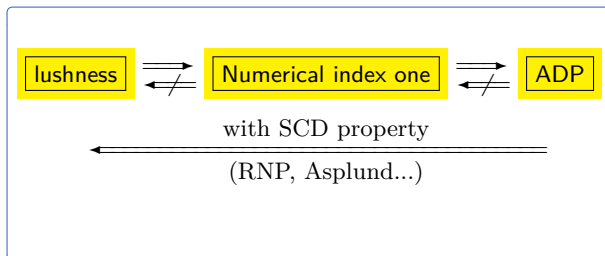 lushness Numerical index one ADP
with SCD property
(RNP, Asplund...)